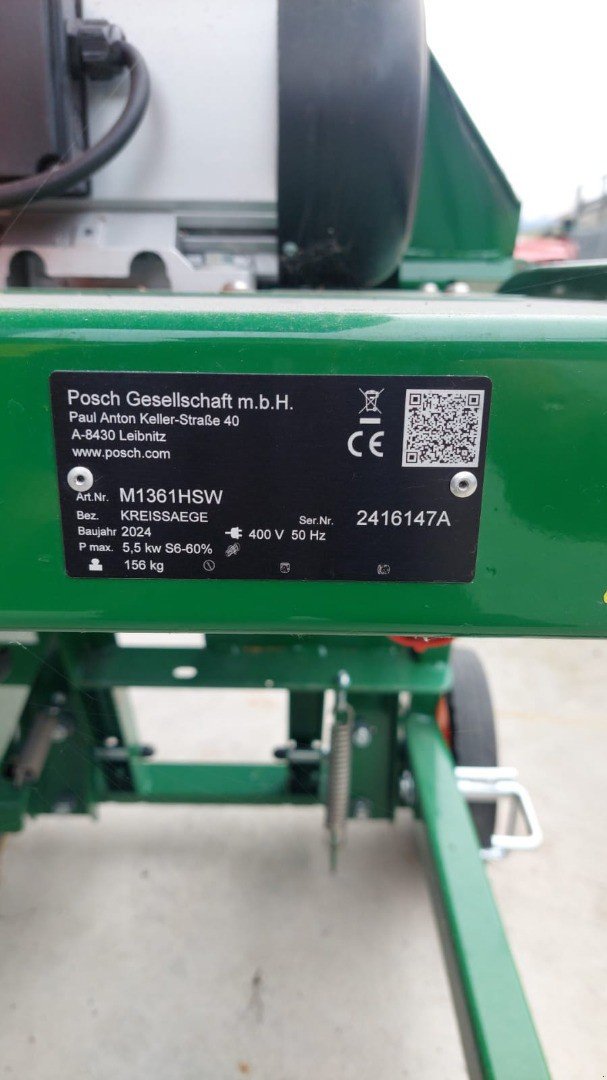 Posch Gesellschaft m.b.H.
Paul Anton Keller-Straße 40
A-8430 Leibnitz
www.posch.com
CE
Art.Nr. M1361HSW
Bez. KREISSAEGE Ser.Nr. 2416147A
Baujahr 2024 400 V 50 Hz
P max. 5,5 kw S6-60%
156 kg